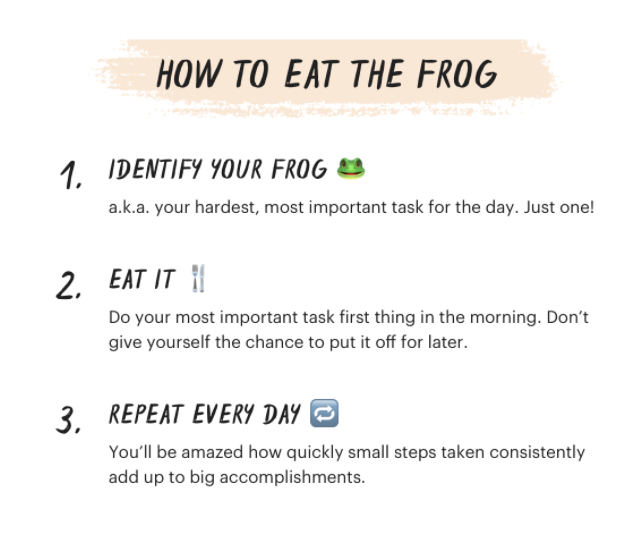 HOW TO EAT THE FROG
1. IDENTIFY YOUR FROG 🐸
a.k.a. your hardest, most important task for the day. Just one!
2. EAT IT 🍴
Do your most important task first thing in the morning. Don’t
give yourself the chance to put it off for later.
3. REPEAT EVERY DAY 🔁
You’ll be amazed how quickly small steps taken consistently
add up to big accomplishments.